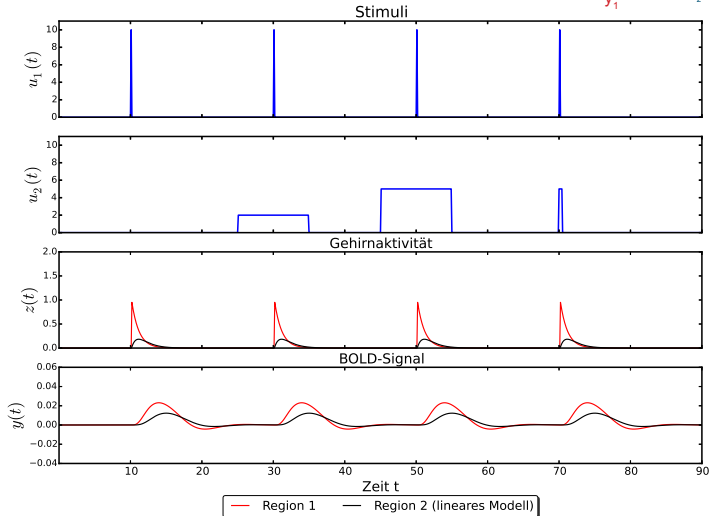 y1
2
Stimuli
u1(t)
10
8
6
4
2
0
u2(t)
10
8
6
4
2
0
Gehirnaktivität
z(t)
2.0
1.5
1.0
0.5
0.0
BOLD-Signal
y(t)
0.06
0.04
0.02
0.00
−0.02
−0.04
10 20 30 40 50 60 70 80 90
Zeit t
Region 1 Region 2 (lineares Modell)